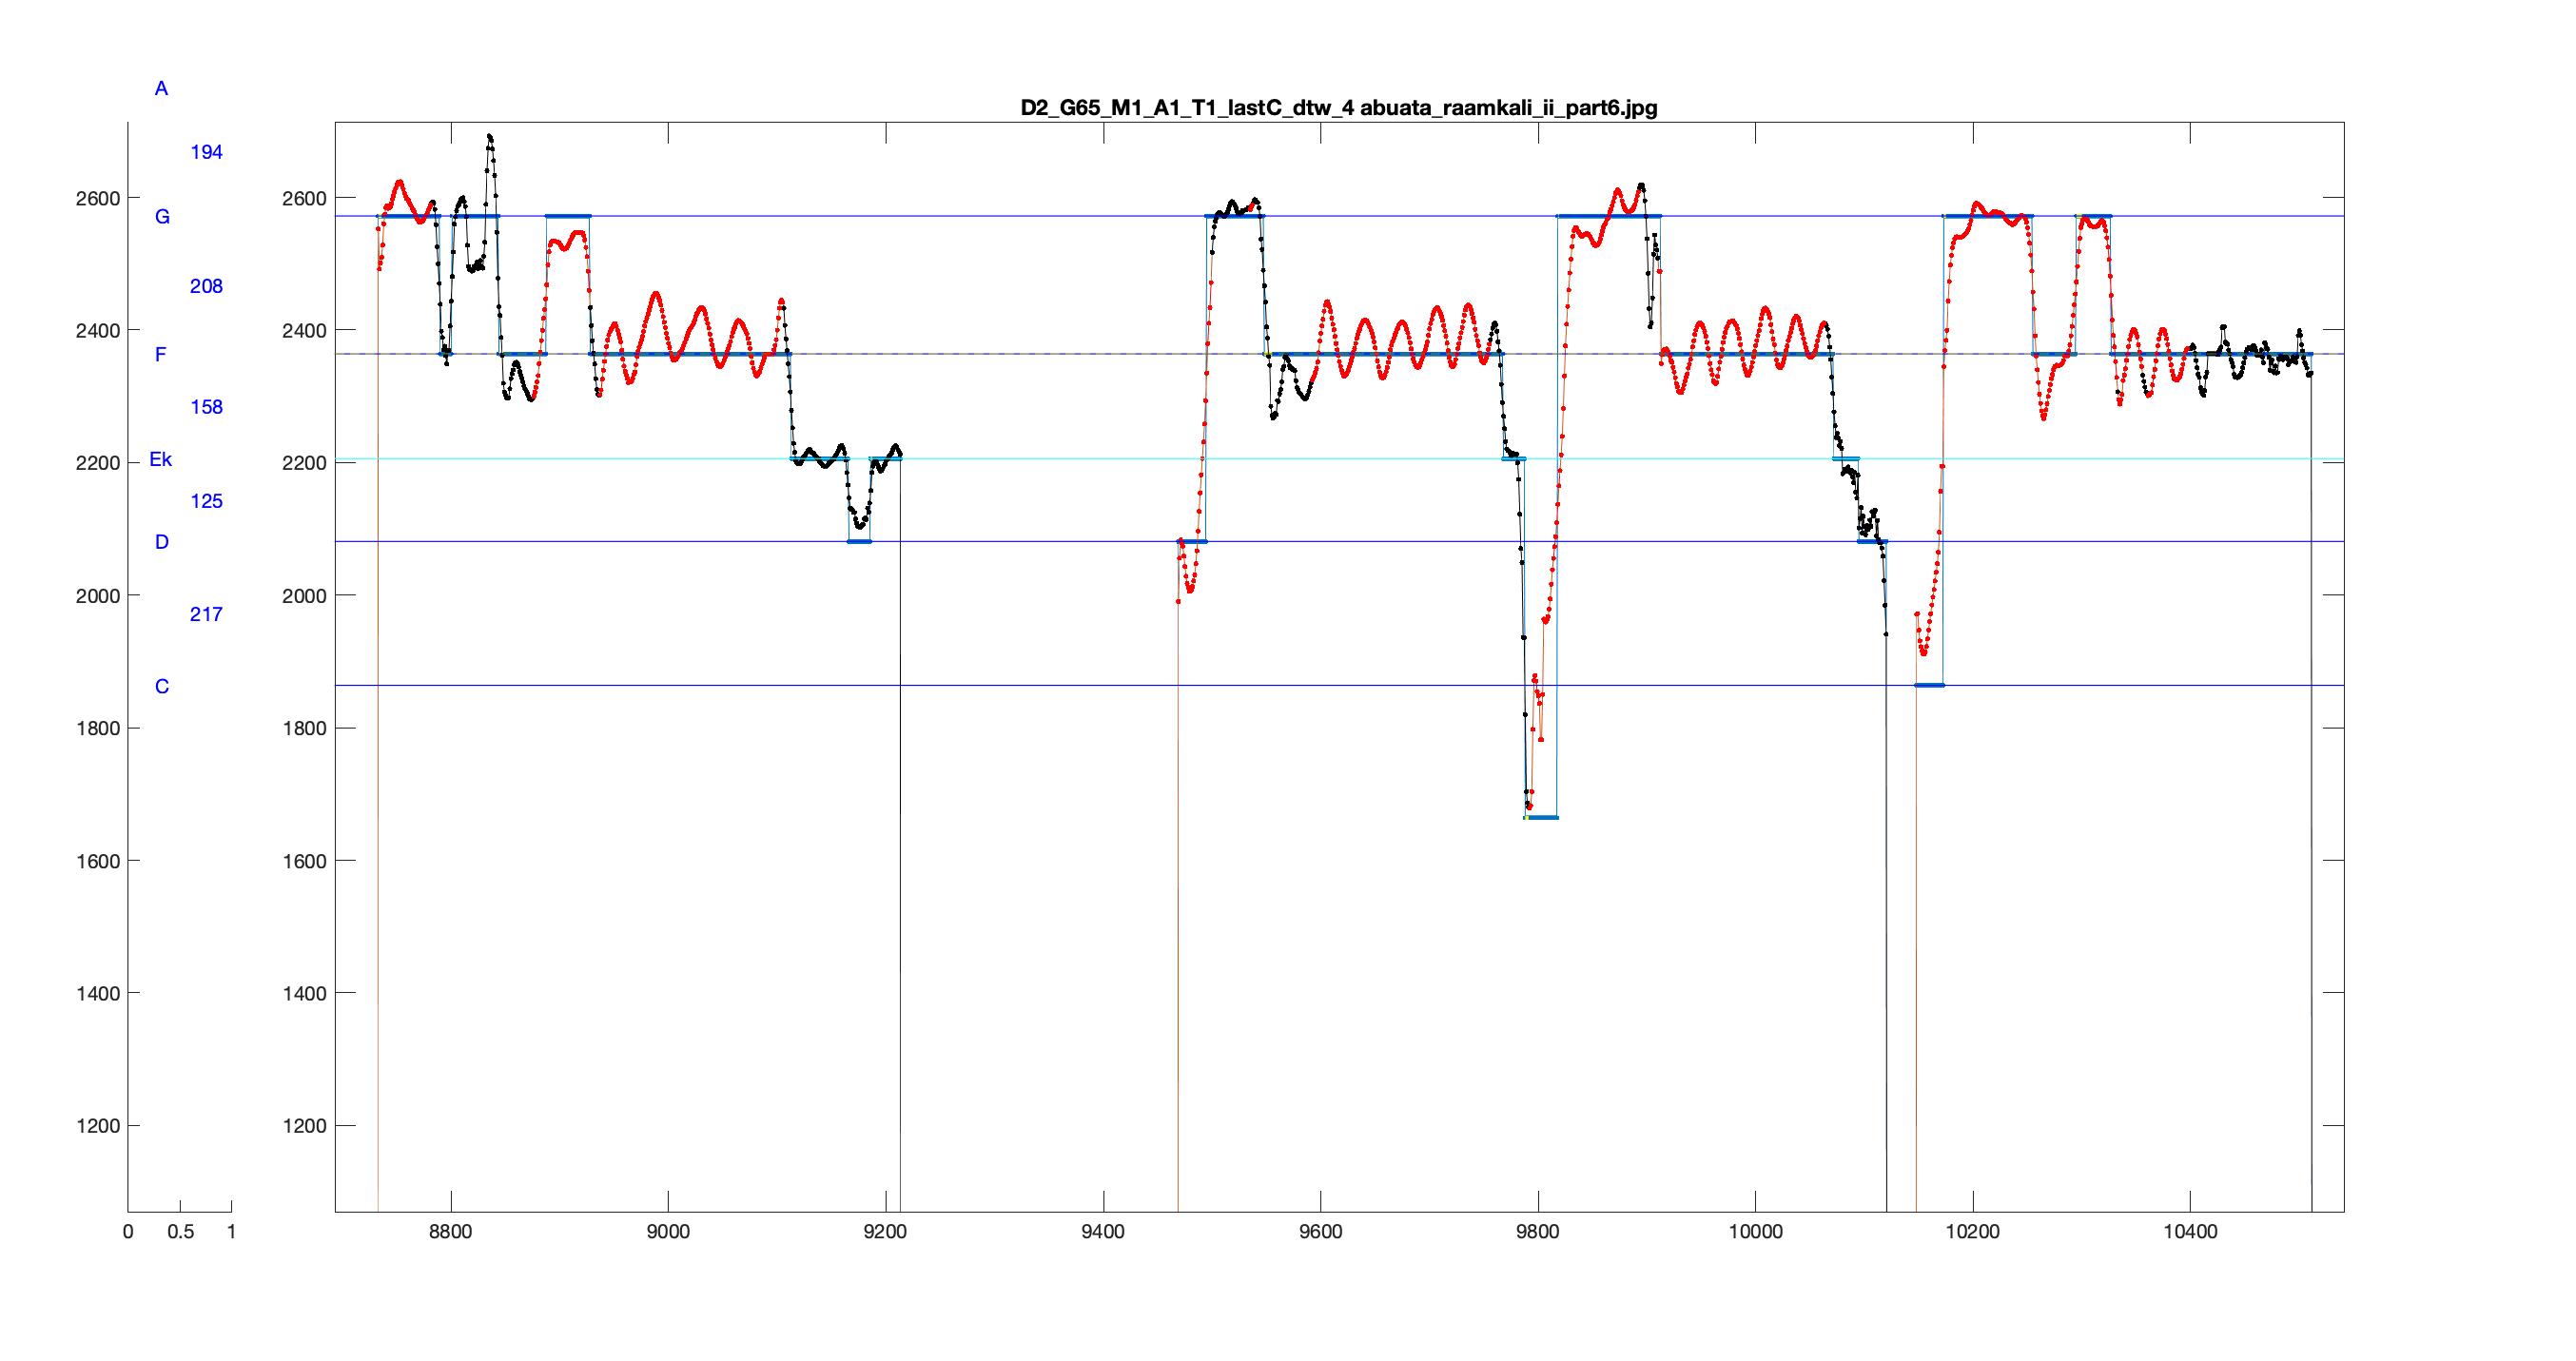 A
D2_G65_M1_A1_T1_lastC_dtw_4 abuata_raamkali_ii_part6.jpg
194
2600 G 2600
208
2400 F 2400
158
2200 Ek 2200
125
D
2000 2000
217
C
1800 1800
1600 1600
1400 1400
1200 1200
0 0.5 1 8800 9000 9200 9400 9600 9800 10000 10200 10400